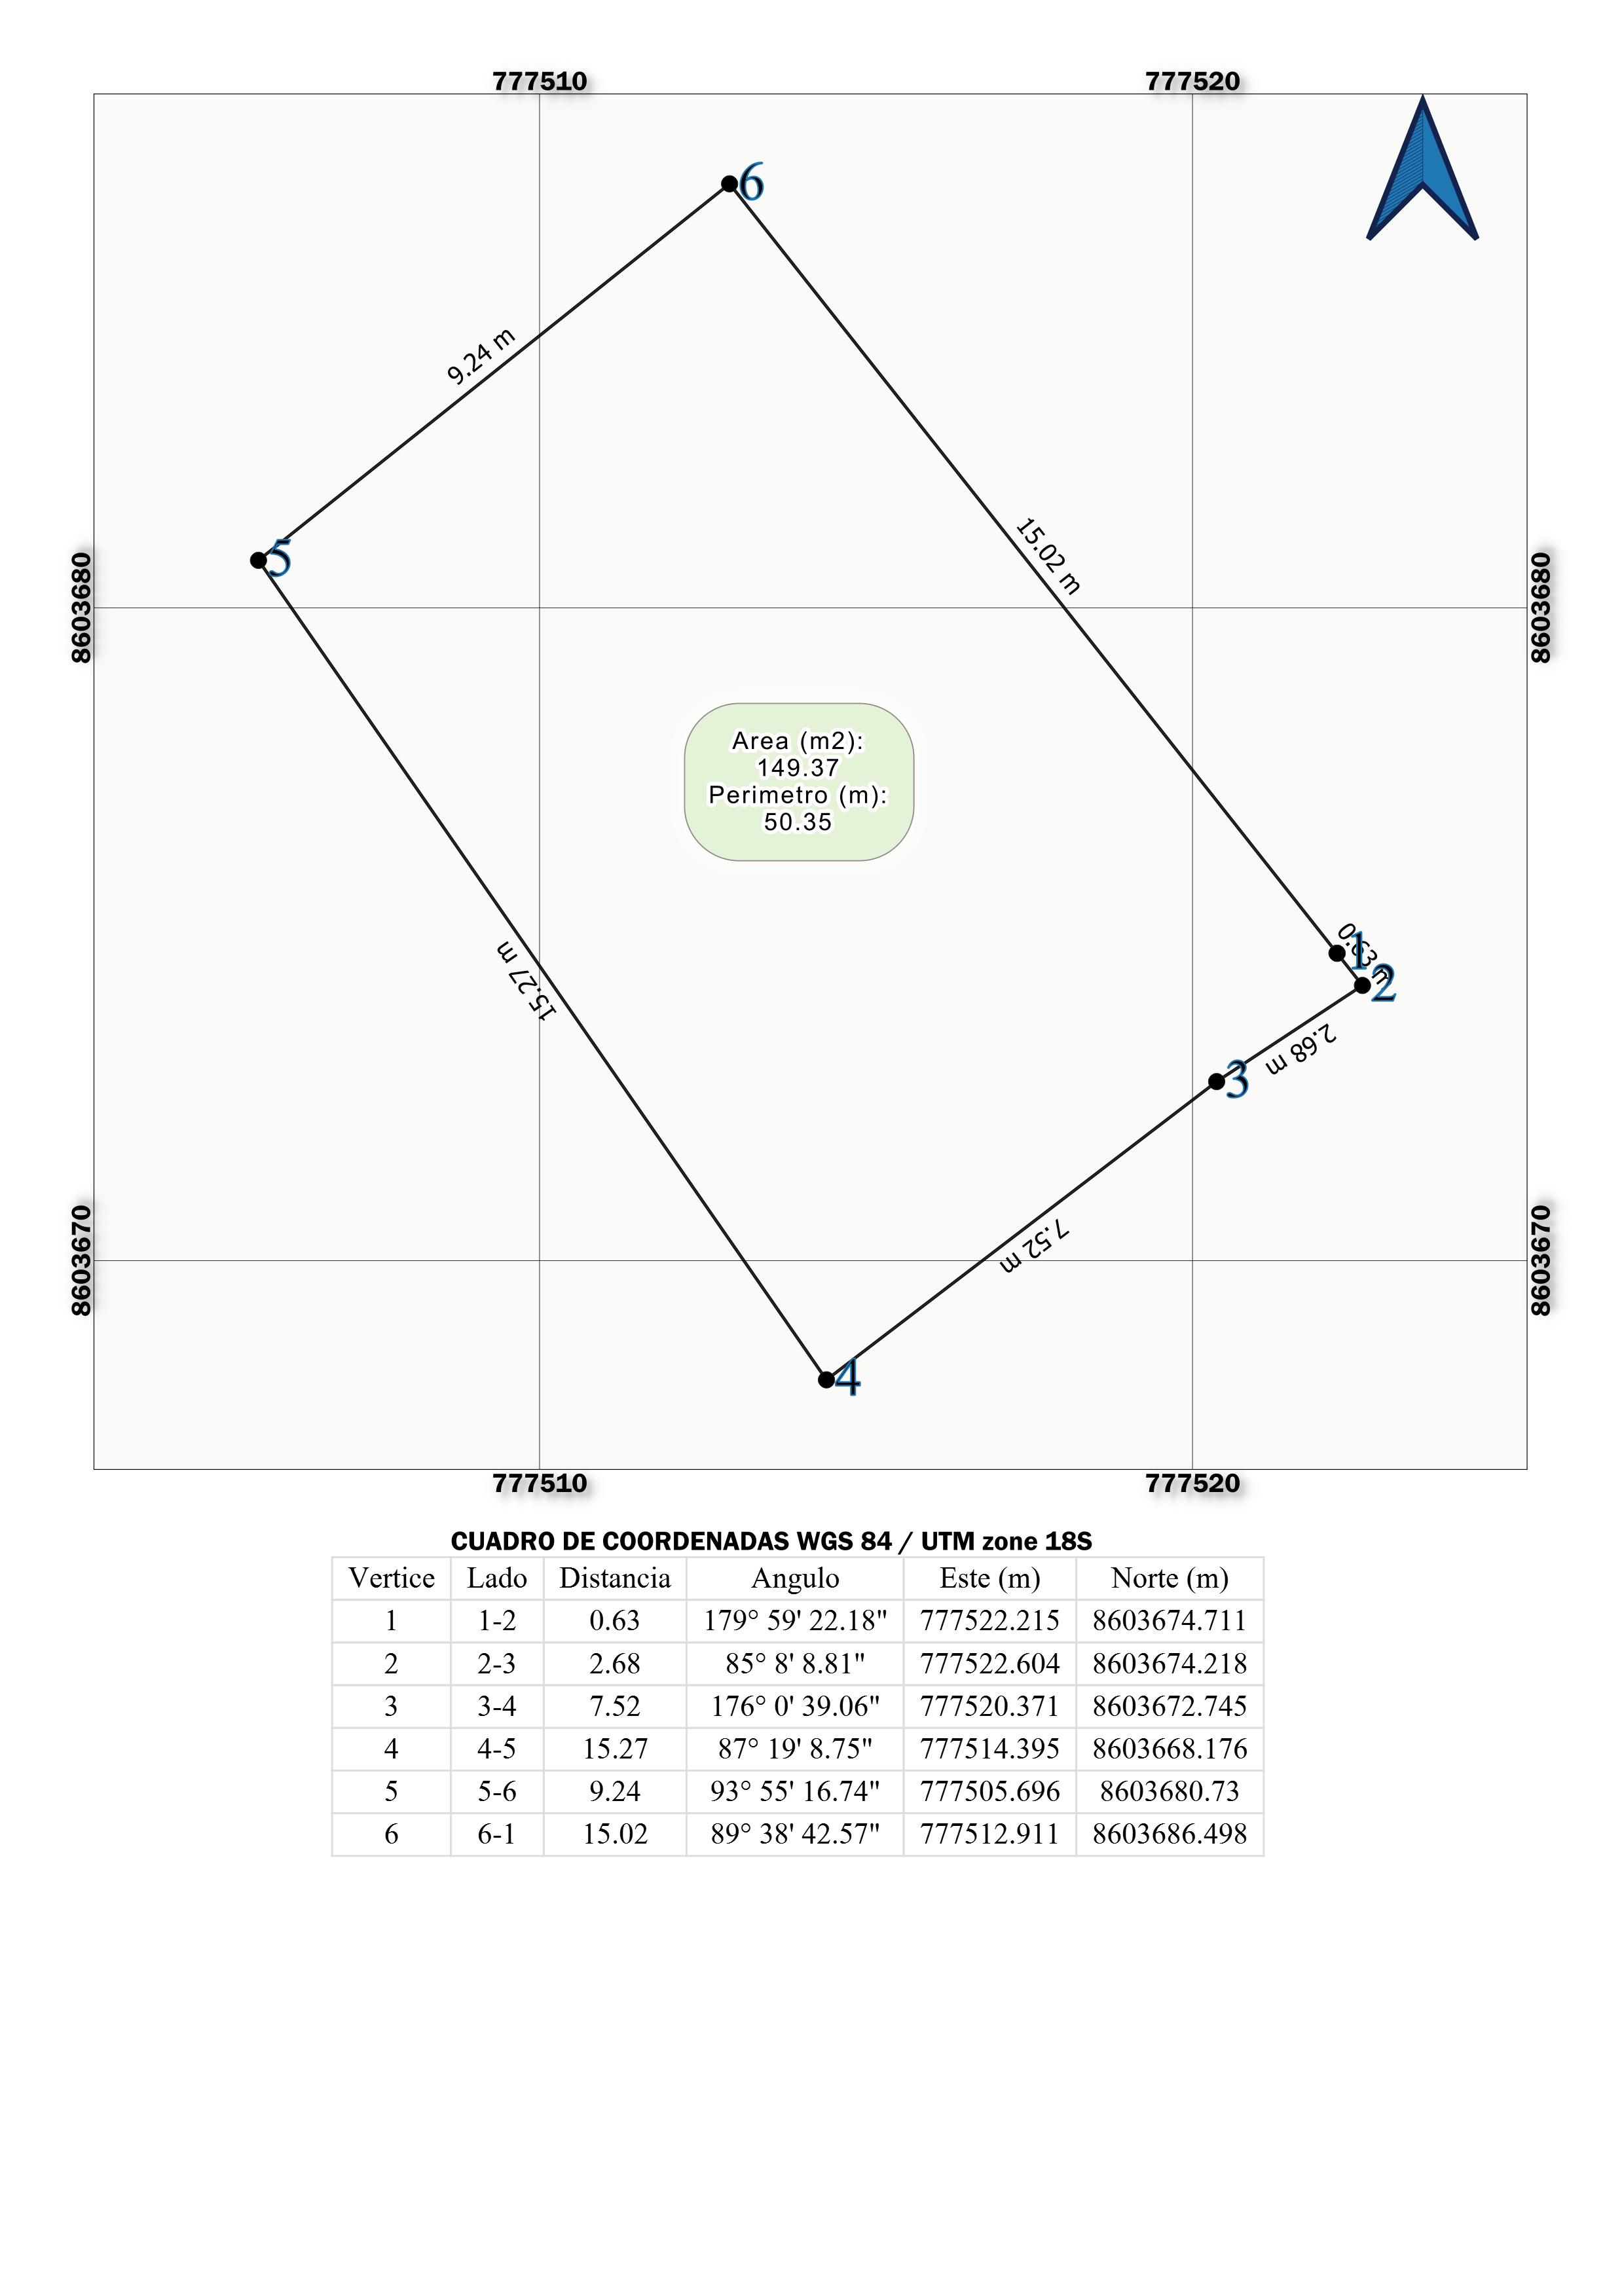 777510 777520
6
9.24 m
15.02 m
5
8603680 8603680
Area (m2):
149.37
Perimetro (m):
50.35
0.63 m
1
2
15.27 m
2.68 m
3
7.52 m
8603670 8603670
4
777510 777520
CUADRO DE COORDENADAS WGS 84 / UTM zone 18S
Vertice Lado Distancia Angulo Este (m) Norte (m)
1 1-2 0.63 179° 59' 22.18" 777522.215 8603674.711
2 2-3 2.68 85° 8' 8.81" 777522.604 8603674.218
3 3-4 7.52 176° 0' 39.06" 777520.371 8603672.745
4 4-5 15.27 87° 19' 8.75" 777514.395 8603668.176
5 5-6 9.24 93° 55' 16.74" 777505.696 8603680.73
6 6-1 15.02 89° 38' 42.57" 777512.911 8603686.498